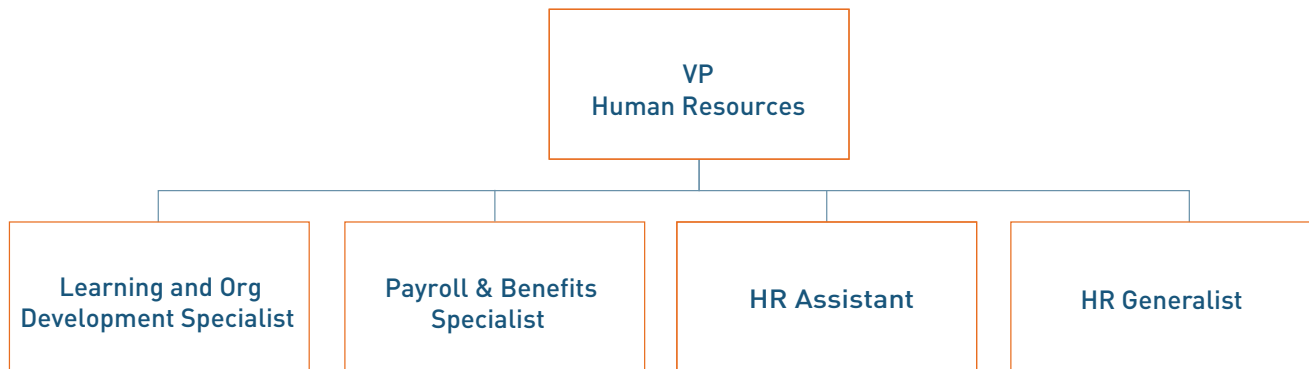 VP
Human Resources
Learning and Org
Development Specialist
Payroll & Benefits
Specialist
HR Assistant
HR Generalist